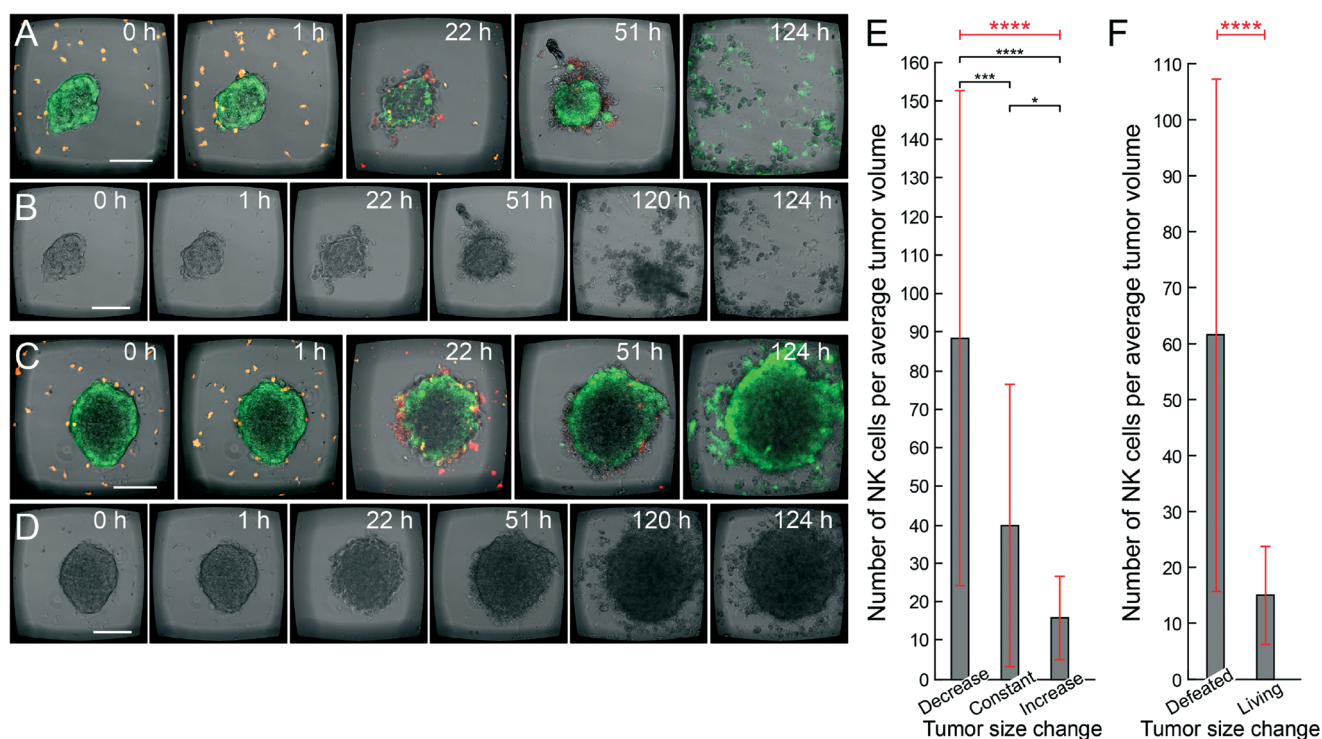 A
0 h
1 h
22 h
51 h
124 h
B
0 h
1 h
22 h
51 h
120 h
124 h
C
0 h
1 h
22 h
51 h
124 h
D
0 h
1 h
22 h
51 h
120 h
124 h
E
****
****
***
*
Number of NK cells per average tumor volume
160
150
140
130
120
110
100
90
80
70
60
50
40
30
20
10
0
Decrease
Constant
Increase
Tumor size change
F
****
Number of NK cells per average tumor volume
110
100
90
80
70
60
50
40
30
20
10
0
Defeated
Living
Tumor size change